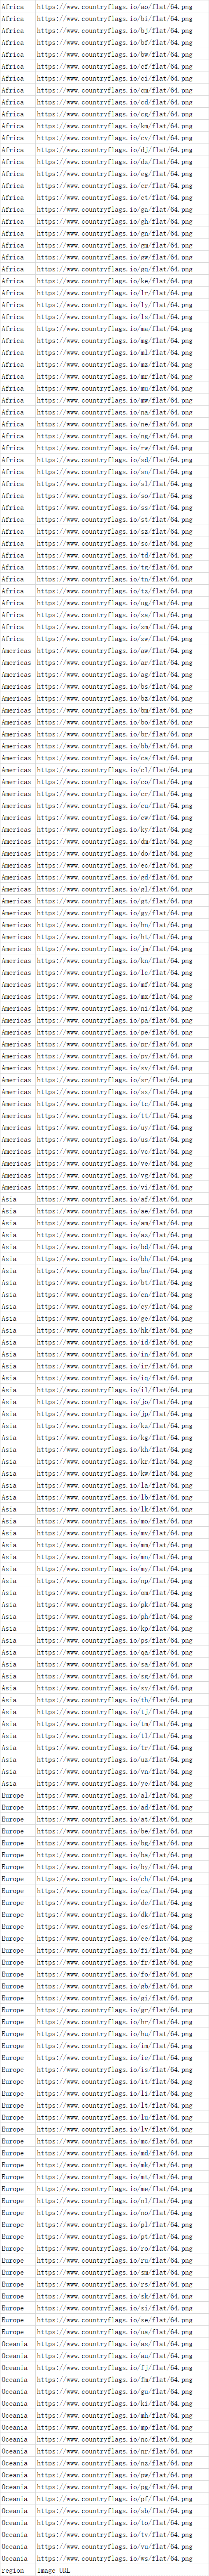 Africa https://www.countryflags.io/ao/flat/64.png
Africa https://www.countryflags.io/bi/flat/64.png
Africa https://www.countryflags.io/bj/flat/64.png
Africa https://www.countryflags.io/bf/flat/64.png
Africa https://www.countryflags.io/bw/flat/64.png
Africa https://www.countryflags.io/cf/flat/64.png
Africa https://www.countryflags.io/ci/flat/64.png
Africa https://www.countryflags.io/cm/flat/64.png
Africa https://www.countryflags.io/cd/flat/64.png
Africa https://www.countryflags.io/cg/flat/64.png
Africa https://www.countryflags.io/km/flat/64.png
Africa https://www.countryflags.io/cv/flat/64.png
Africa https://www.countryflags.io/dj/flat/64.png
Africa https://www.countryflags.io/dz/flat/64.png
Africa https://www.countryflags.io/eg/flat/64.png
Africa https://www.countryflags.io/er/flat/64.png
Africa https://www.countryflags.io/et/flat/64.png
Africa https://www.countryflags.io/ga/flat/64.png
Africa https://www.countryflags.io/gh/flat/64.png
Africa https://www.countryflags.io/gn/flat/64.png
Africa https://www.countryflags.io/gm/flat/64.png
Africa https://www.countryflags.io/gw/flat/64.png
Africa https://www.countryflags.io/gq/flat/64.png
Africa https://www.countryflags.io/ke/flat/64.png
Africa https://www.countryflags.io/lr/flat/64.png
Africa https://www.countryflags.io/ly/flat/64.png
Africa https://www.countryflags.io/ls/flat/64.png
Africa https://www.countryflags.io/ma/flat/64.png
Africa https://www.countryflags.io/mg/flat/64.png
Africa https://www.countryflags.io/ml/flat/64.png
Africa https://www.countryflags.io/mz/flat/64.png
Africa https://www.countryflags.io/mr/flat/64.png
Africa https://www.countryflags.io/mu/flat/64.png
Africa https://www.countryflags.io/mw/flat/64.png
Africa https://www.countryflags.io/na/flat/64.png
Africa https://www.countryflags.io/ne/flat/64.png
Africa https://www.countryflags.io/ng/flat/64.png
Africa https://www.countryflags.io/rw/flat/64.png
Africa https://www.countryflags.io/sd/flat/64.png
Africa https://www.countryflags.io/sn/flat/64.png
Africa https://www.countryflags.io/sl/flat/64.png
Africa https://www.countryflags.io/so/flat/64.png
Africa https://www.countryflags.io/ss/flat/64.png
Africa https://www.countryflags.io/st/flat/64.png
Africa https://www.countryflags.io/sz/flat/64.png
Africa https://www.countryflags.io/sc/flat/64.png
Africa https://www.countryflags.io/td/flat/64.png
Africa https://www.countryflags.io/tg/flat/64.png
Africa https://www.countryflags.io/tn/flat/64.png
Africa https://www.countryflags.io/tz/flat/64.png
Africa https://www.countryflags.io/ug/flat/64.png
Africa https://www.countryflags.io/za/flat/64.png
Africa https://www.countryflags.io/zm/flat/64.png
Africa https://www.countryflags.io/zw/flat/64.png
Americas https://www.countryflags.io/aw/flat/64.png
Americas https://www.countryflags.io/ar/flat/64.png
Americas https://www.countryflags.io/ag/flat/64.png
Americas https://www.countryflags.io/bs/flat/64.png
Americas https://www.countryflags.io/bz/flat/64.png
Americas https://www.countryflags.io/bm/flat/64.png
Americas https://www.countryflags.io/bo/flat/64.png
Americas https://www.countryflags.io/br/flat/64.png
Americas https://www.countryflags.io/bb/flat/64.png
Americas https://www.countryflags.io/ca/flat/64.png
Americas https://www.countryflags.io/cl/flat/64.png
Americas https://www.countryflags.io/co/flat/64.png
Americas https://www.countryflags.io/cr/flat/64.png
Americas https://www.countryflags.io/cu/flat/64.png
Americas https://www.countryflags.io/cw/flat/64.png
Americas https://www.countryflags.io/ky/flat/64.png
Americas https://www.countryflags.io/dm/flat/64.png
Americas https://www.countryflags.io/do/flat/64.png
Americas https://www.countryflags.io/ec/flat/64.png
Americas https://www.countryflags.io/gd/flat/64.png
Americas https://www.countryflags.io/gl/flat/64.png
Americas https://www.countryflags.io/gt/flat/64.png
Americas https://www.countryflags.io/gy/flat/64.png
Americas https://www.countryflags.io/hn/flat/64.png
Americas https://www.countryflags.io/ht/flat/64.png
Americas https://www.countryflags.io/jm/flat/64.png
Americas https://www.countryflags.io/kn/flat/64.png
Americas https://www.countryflags.io/lc/flat/64.png
Americas https://www.countryflags.io/mf/flat/64.png
Americas https://www.countryflags.io/mx/flat/64.png
Americas https://www.countryflags.io/ni/flat/64.png
Americas https://www.countryflags.io/pa/flat/64.png
Americas https://www.countryflags.io/pe/flat/64.png
Americas https://www.countryflags.io/pr/flat/64.png
Americas https://www.countryflags.io/py/flat/64.png
Americas https://www.countryflags.io/sv/flat/64.png
Americas https://www.countryflags.io/sr/flat/64.png
Americas https://www.countryflags.io/sx/flat/64.png
Americas https://www.countryflags.io/tc/flat/64.png
Americas https://www.countryflags.io/tt/flat/64.png
Americas https://www.countryflags.io/uy/flat/64.png
Americas https://www.countryflags.io/us/flat/64.png
Americas https://www.countryflags.io/vc/flat/64.png
Americas https://www.countryflags.io/ve/flat/64.png
Americas https://www.countryflags.io/vg/flat/64.png
Americas https://www.countryflags.io/vi/flat/64.png
Asia https://www.countryflags.io/af/flat/64.png
Asia https://www.countryflags.io/ae/flat/64.png
Asia https://www.countryflags.io/am/flat/64.png
Asia https://www.countryflags.io/az/flat/64.png
Asia https://www.countryflags.io/bd/flat/64.png
Asia https://www.countryflags.io/bh/flat/64.png
Asia https://www.countryflags.io/bn/flat/64.png
Asia https://www.countryflags.io/bt/flat/64.png
Asia https://www.countryflags.io/cn/flat/64.png
Asia https://www.countryflags.io/cy/flat/64.png
Asia https://www.countryflags.io/ge/flat/64.png
Asia https://www.countryflags.io/hk/flat/64.png
Asia https://www.countryflags.io/id/flat/64.png
Asia https://www.countryflags.io/in/flat/64.png
Asia https://www.countryflags.io/ir/flat/64.png
Asia https://www.countryflags.io/iq/flat/64.png
Asia https://www.countryflags.io/il/flat/64.png
Asia https://www.countryflags.io/jo/flat/64.png
Asia https://www.countryflags.io/jp/flat/64.png
Asia https://www.countryflags.io/kz/flat/64.png
Asia https://www.countryflags.io/kg/flat/64.png
Asia https://www.countryflags.io/kh/flat/64.png
Asia https://www.countryflags.io/kr/flat/64.png
Asia https://www.countryflags.io/kw/flat/64.png
Asia https://www.countryflags.io/la/flat/64.png
Asia https://www.countryflags.io/lb/flat/64.png
Asia https://www.countryflags.io/lk/flat/64.png
Asia https://www.countryflags.io/mo/flat/64.png
Asia https://www.countryflags.io/mv/flat/64.png
Asia https://www.countryflags.io/mm/flat/64.png
Asia https://www.countryflags.io/mn/flat/64.png
Asia https://www.countryflags.io/my/flat/64.png
Asia https://www.countryflags.io/np/flat/64.png
Asia https://www.countryflags.io/om/flat/64.png
Asia https://www.countryflags.io/pk/flat/64.png
Asia https://www.countryflags.io/ph/flat/64.png
Asia https://www.countryflags.io/kp/flat/64.png
Asia https://www.countryflags.io/ps/flat/64.png
Asia https://www.countryflags.io/qa/flat/64.png
Asia https://www.countryflags.io/sa/flat/64.png
Asia https://www.countryflags.io/sg/flat/64.png
Asia https://www.countryflags.io/sy/flat/64.png
Asia https://www.countryflags.io/th/flat/64.png
Asia https://www.countryflags.io/tj/flat/64.png
Asia https://www.countryflags.io/tm/flat/64.png
Asia https://www.countryflags.io/tl/flat/64.png
Asia https://www.countryflags.io/tr/flat/64.png
Asia https://www.countryflags.io/uz/flat/64.png
Asia https://www.countryflags.io/vn/flat/64.png
Asia https://www.countryflags.io/ye/flat/64.png
Europe https://www.countryflags.io/al/flat/64.png
Europe https://www.countryflags.io/ad/flat/64.png
Europe https://www.countryflags.io/at/flat/64.png
Europe https://www.countryflags.io/be/flat/64.png
Europe https://www.countryflags.io/bg/flat/64.png
Europe https://www.countryflags.io/ba/flat/64.png
Europe https://www.countryflags.io/by/flat/64.png
Europe https://www.countryflags.io/ch/flat/64.png
Europe https://www.countryflags.io/cz/flat/64.png
Europe https://www.countryflags.io/de/flat/64.png
Europe https://www.countryflags.io/dk/flat/64.png
Europe https://www.countryflags.io/es/flat/64.png
Europe https://www.countryflags.io/ee/flat/64.png
Europe https://www.countryflags.io/fi/flat/64.png
Europe https://www.countryflags.io/fr/flat/64.png
Europe https://www.countryflags.io/fo/flat/64.png
Europe https://www.countryflags.io/gb/flat/64.png
Europe https://www.countryflags.io/gi/flat/64.png
Europe https://www.countryflags.io/gr/flat/64.png
Europe https://www.countryflags.io/hr/flat/64.png
Europe https://www.countryflags.io/hu/flat/64.png
Europe https://www.countryflags.io/im/flat/64.png
Europe https://www.countryflags.io/ie/flat/64.png
Europe https://www.countryflags.io/is/flat/64.png
Europe https://www.countryflags.io/it/flat/64.png
Europe https://www.countryflags.io/li/flat/64.png
Europe https://www.countryflags.io/lt/flat/64.png
Europe https://www.countryflags.io/lu/flat/64.png
Europe https://www.countryflags.io/lv/flat/64.png
Europe https://www.countryflags.io/mc/flat/64.png
Europe https://www.countryflags.io/md/flat/64.png
Europe https://www.countryflags.io/mk/flat/64.png
Europe https://www.countryflags.io/mt/flat/64.png
Europe https://www.countryflags.io/me/flat/64.png
Europe https://www.countryflags.io/nl/flat/64.png
Europe https://www.countryflags.io/no/flat/64.png
Europe https://www.countryflags.io/pl/flat/64.png
Europe https://www.countryflags.io/pt/flat/64.png
Europe https://www.countryflags.io/ro/flat/64.png
Europe https://www.countryflags.io/ru/flat/64.png
Europe https://www.countryflags.io/sm/flat/64.png
Europe https://www.countryflags.io/rs/flat/64.png
Europe https://www.countryflags.io/sk/flat/64.png
Europe https://www.countryflags.io/si/flat/64.png
Europe https://www.countryflags.io/se/flat/64.png
Europe https://www.countryflags.io/ua/flat/64.png
Oceania https://www.countryflags.io/as/flat/64.png
Oceania https://www.countryflags.io/au/flat/64.png
Oceania https://www.countryflags.io/fj/flat/64.png
Oceania https://www.countryflags.io/fm/flat/64.png
Oceania https://www.countryflags.io/gu/flat/64.png
Oceania https://www.countryflags.io/ki/flat/64.png
Oceania https://www.countryflags.io/mh/flat/64.png
Oceania https://www.countryflags.io/mp/flat/64.png
Oceania https://www.countryflags.io/nc/flat/64.png
Oceania https://www.countryflags.io/nr/flat/64.png
Oceania https://www.countryflags.io/nz/flat/64.png
Oceania https://www.countryflags.io/pw/flat/64.png
Oceania https://www.countryflags.io/pg/flat/64.png
Oceania https://www.countryflags.io/pf/flat/64.png
Oceania https://www.countryflags.io/sb/flat/64.png
Oceania https://www.countryflags.io/to/flat/64.png
Oceania https://www.countryflags.io/tv/flat/64.png
Oceania https://www.countryflags.io/vu/flat/64.png
Oceania https://www.countryflags.io/ws/flat/64.png
region Image URL